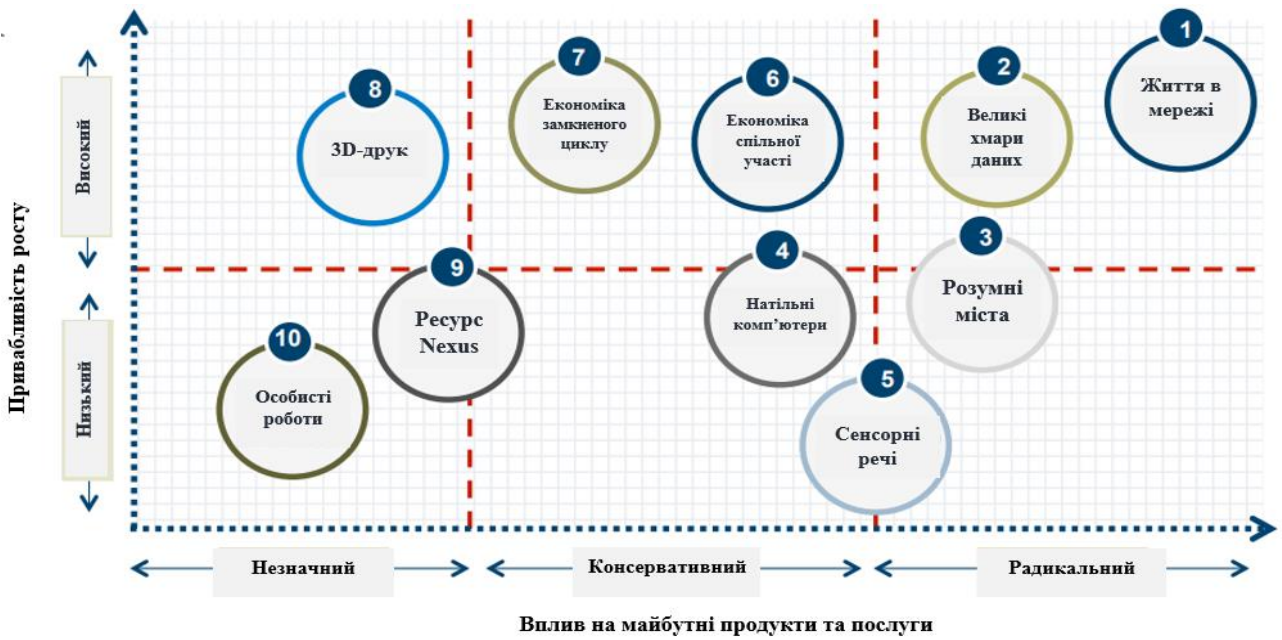 1
Життя в
мережі
2
Великі
хмари
даних
7
Економіка
замкненого
циклу
6
Економіка
спільної
участі
8
3D-друк
3
Розумні
міста
4
Натільні
комп’ютери
9
Ресурс
Nexus
10
Особисті
роботи
5
Сенсорні
речі
Привабливість росту
Високий
Низький
Незначний
Консервативний
Радикальний
Вплив на майбутні продукти та послуги